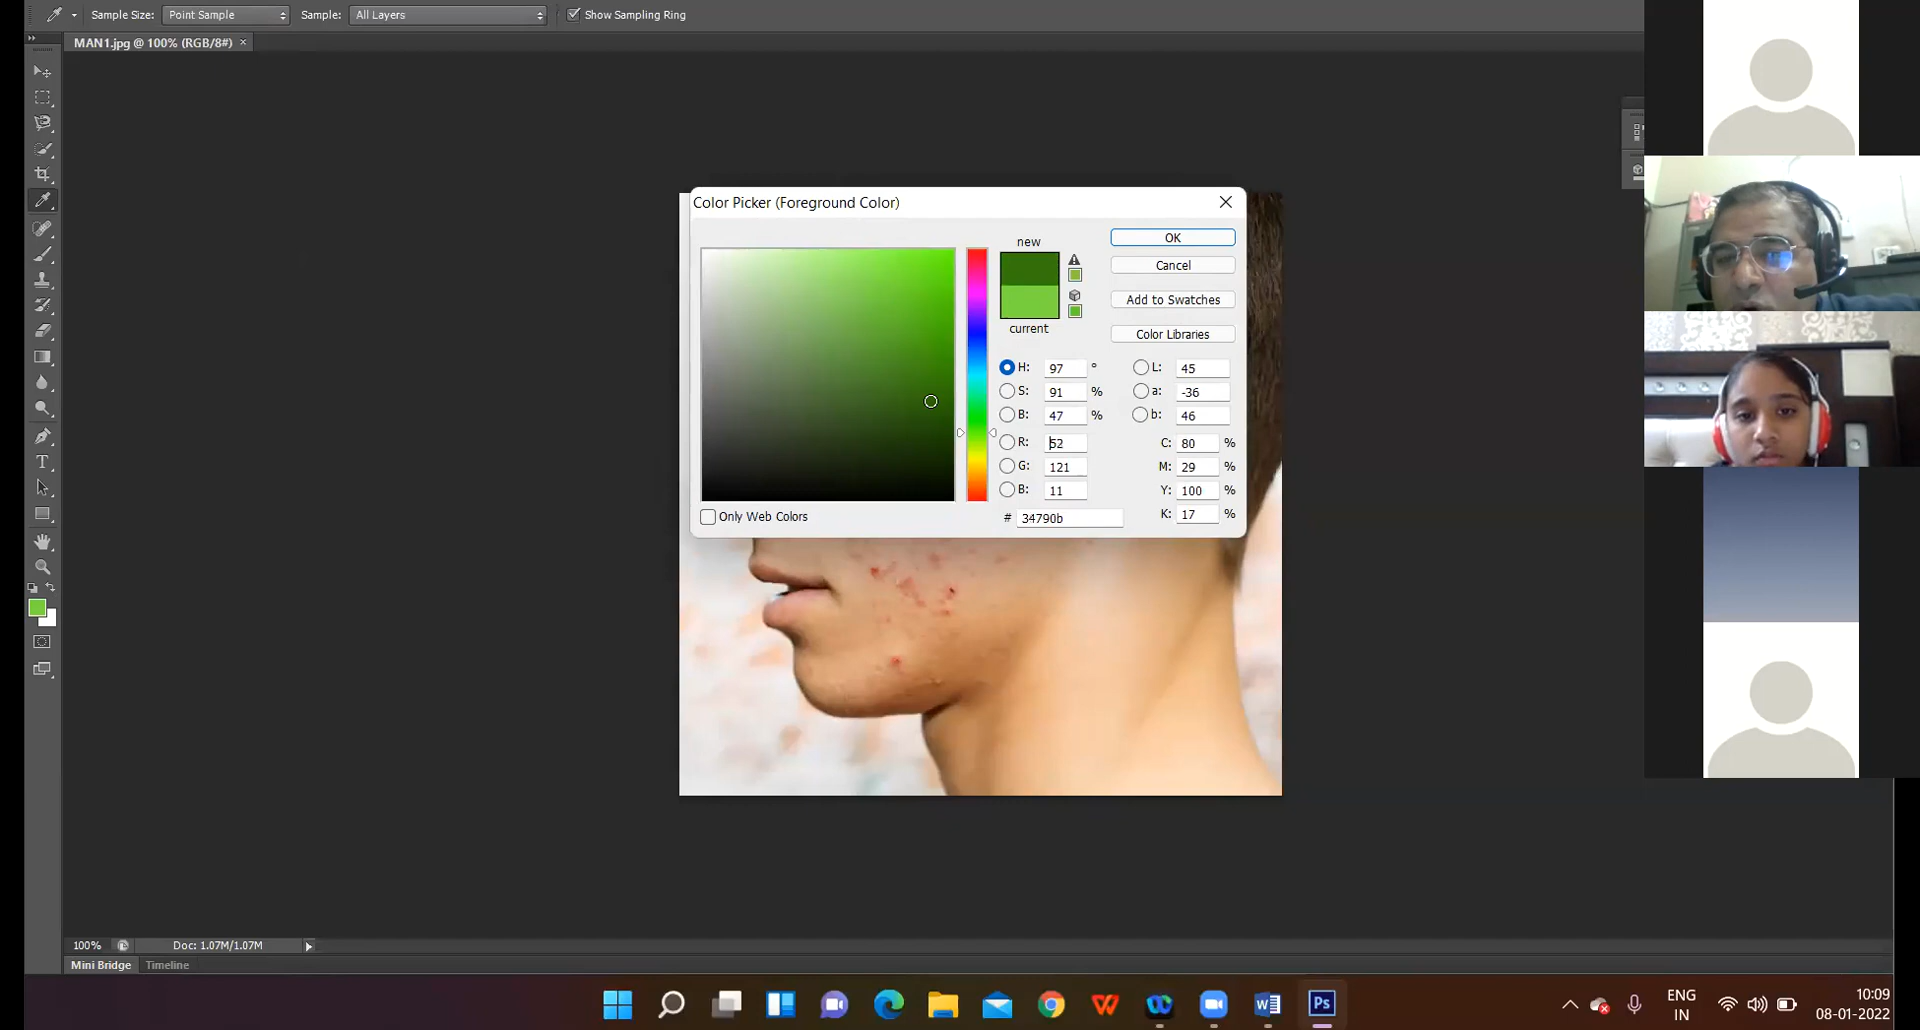 Sample Size: Point Sample Sample: All Layers Show Sampling Ring
MAN1.jpg @ 100% (RGB/8#) ×
Color Picker (Foreground Color)
new
current
OK
Cancel
Add to Swatches
Color Libraries
H: 97 °
S: 91 %
B: 47 %
R: 52
G: 121
B: 11
# 34790b
L: 45
a: -36
b: 46
C: 80 %
M: 29 %
Y: 100 %
K: 17 %
Only Web Colors
T
100% Doc: 1.07M/1.07M
Mini Bridge Timeline
W
Ps
ENG
IN
10:09
08-01-2022